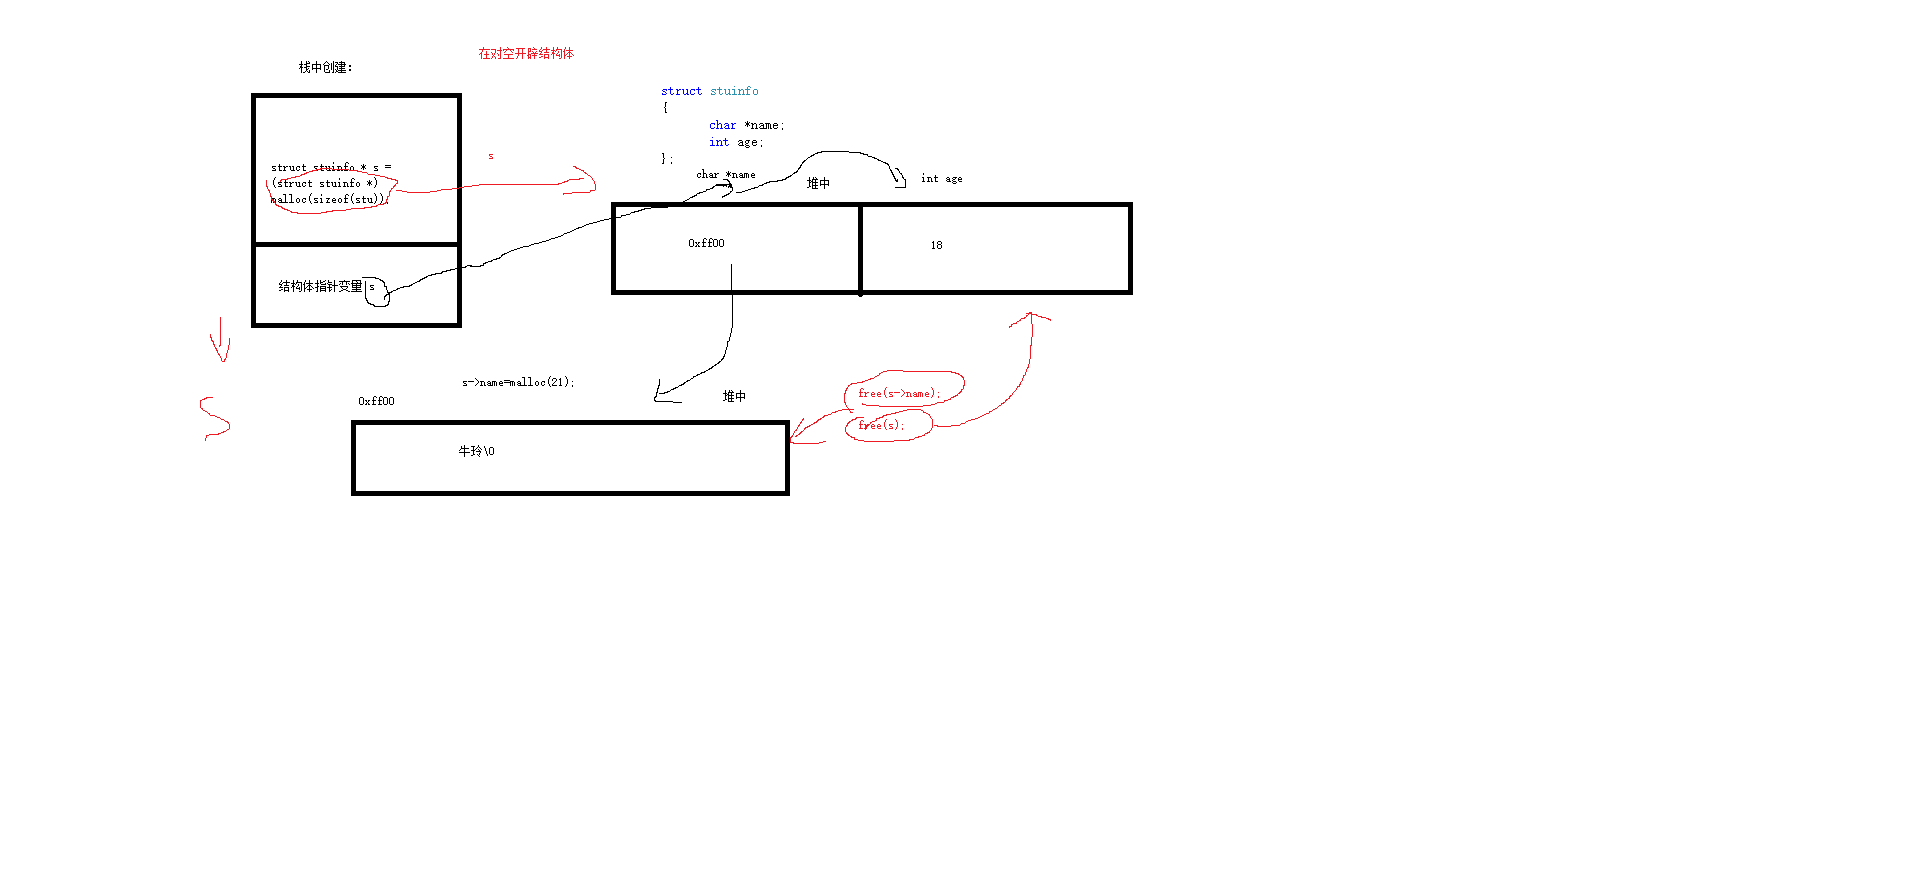 在对空开辟结构体
栈中创建:
struct stuinfo
{
char *name;
int age;
};
struct stuinfo * s =
(struct stuinfo *)
malloc(sizeof(stu));
s
char *name
堆中
int age
0xff00
18
结构体指针变量 s
s->name=malloc(21);
0xff00
堆中
free(s->name);
free(s);
S
牛玲\0